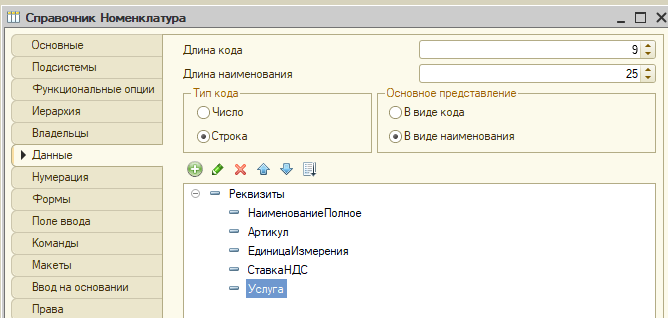 Справочник Номенклатура
Основные
Подсистемы
Функциональные опции
Иерархия
Владельцы
Данные
Нумерация
Формы
Поле ввода
Команды
Макеты
Ввод на основании
Права
Длина кода 9
Длина наименования 25
Тип кода
Число
Строка
Основное представление
В виде кода
В виде наименования
Реквизиты
НаименованиеПолное
Артикул
ЕдиницаИзмерения
СтавкаНДС
Услуга